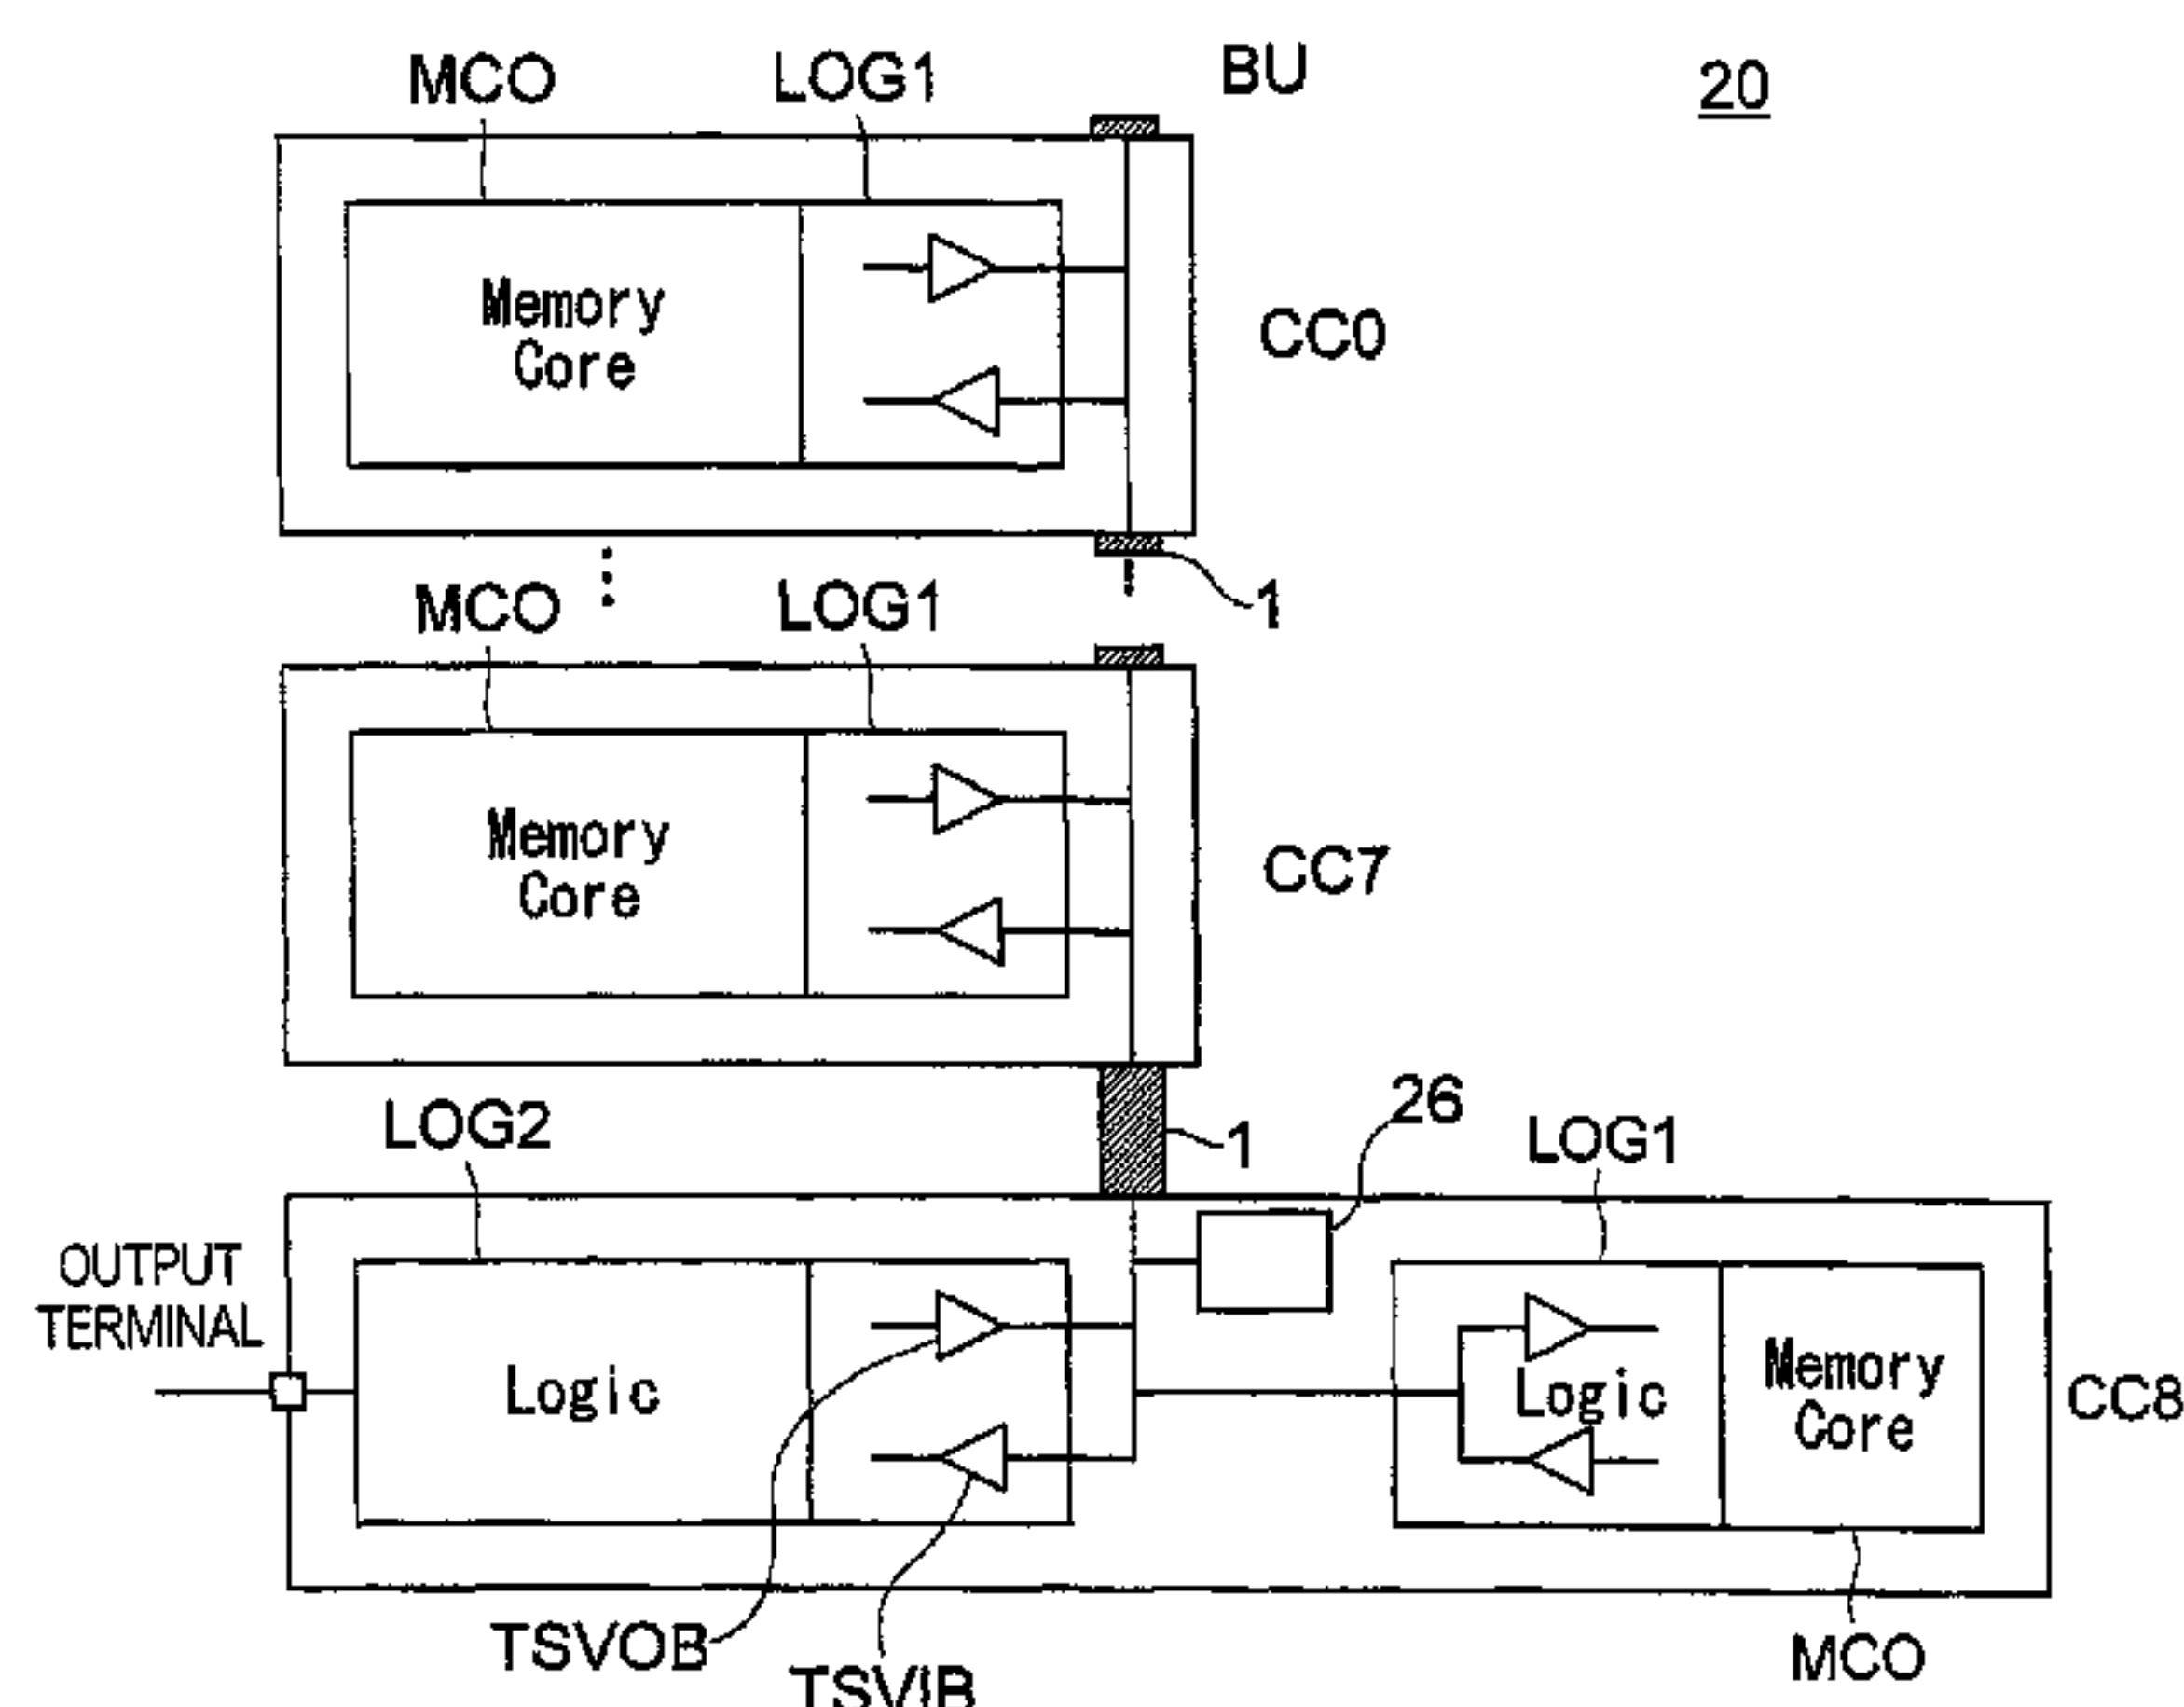 MCO
LOG1
BU
20
Memory
Core
CC0
1
MCO
LOG1
Memory
Core
CC7
1
26
LOG2
LOG1
OUTPUT
TERMINAL
Logic
Logic
Memory
Core
CC8
TSVOB
TSVIB
MCO